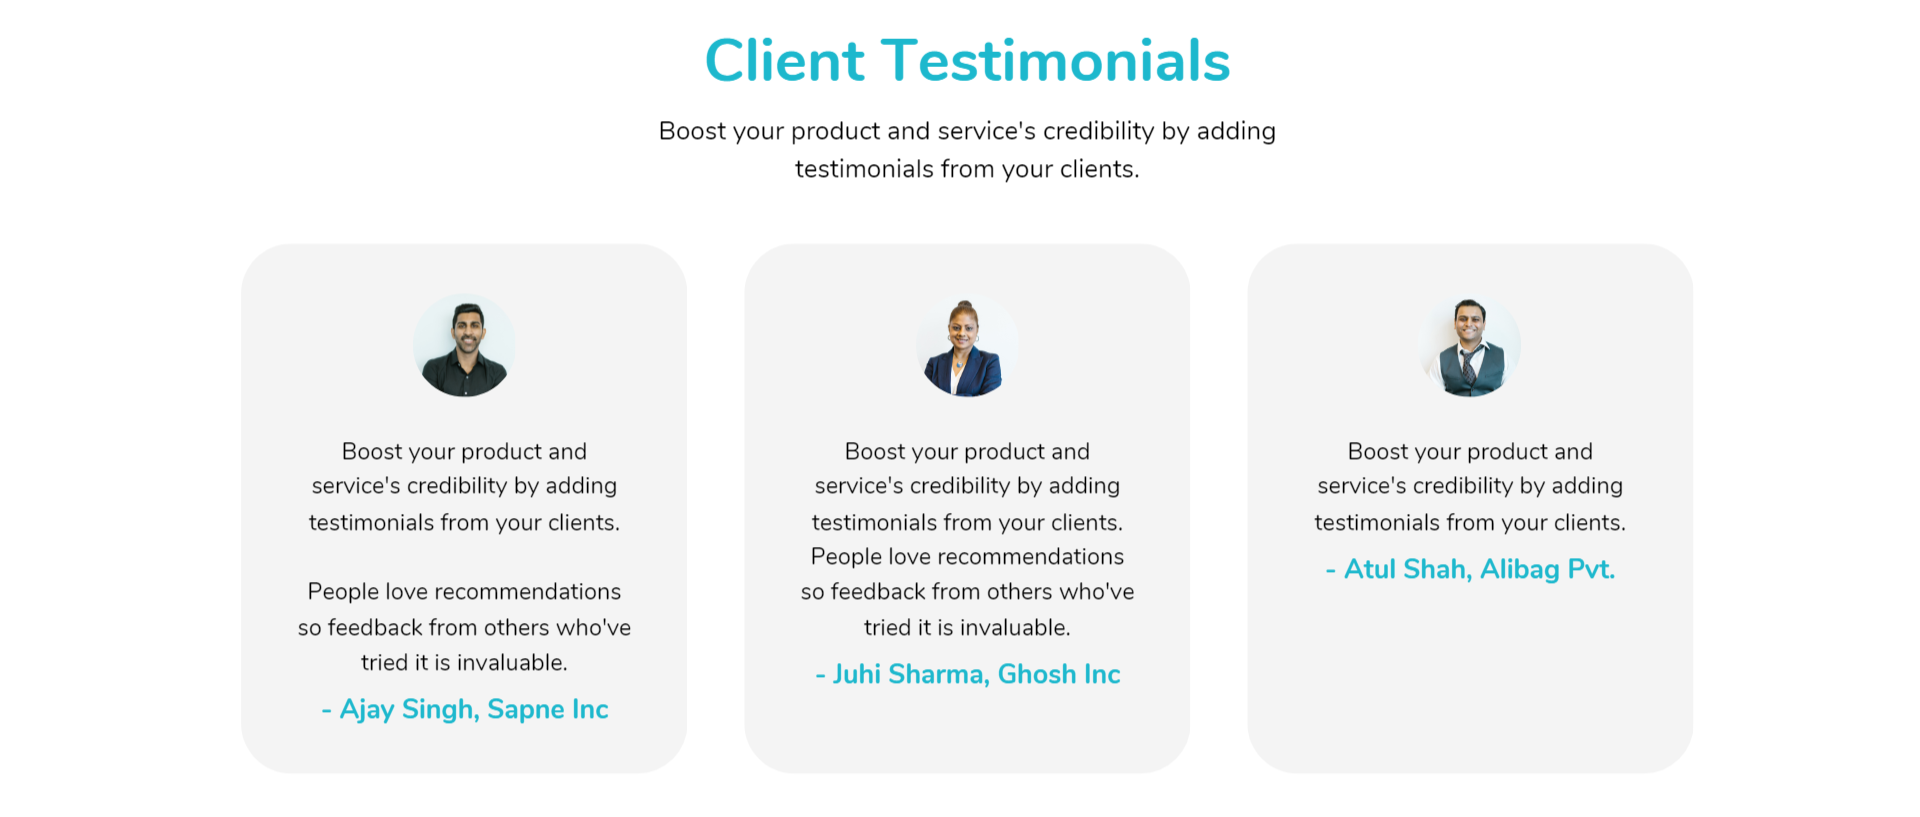 Client Testimonials
Boost your product and service's credibility by adding
testimonials from your clients.
Boost your product and
service's credibility by adding
testimonials from your clients.
People love recommendations
so feedback from others who've
tried it is invaluable.
- Ajay Singh, Sapne Inc
Boost your product and
service's credibility by adding
testimonials from your clients.
People love recommendations
so feedback from others who've
tried it is invaluable.
- Juhi Sharma, Ghosh Inc
Boost your product and
service's credibility by adding
testimonials from your clients.
- Atul Shah, Alibag Pvt.